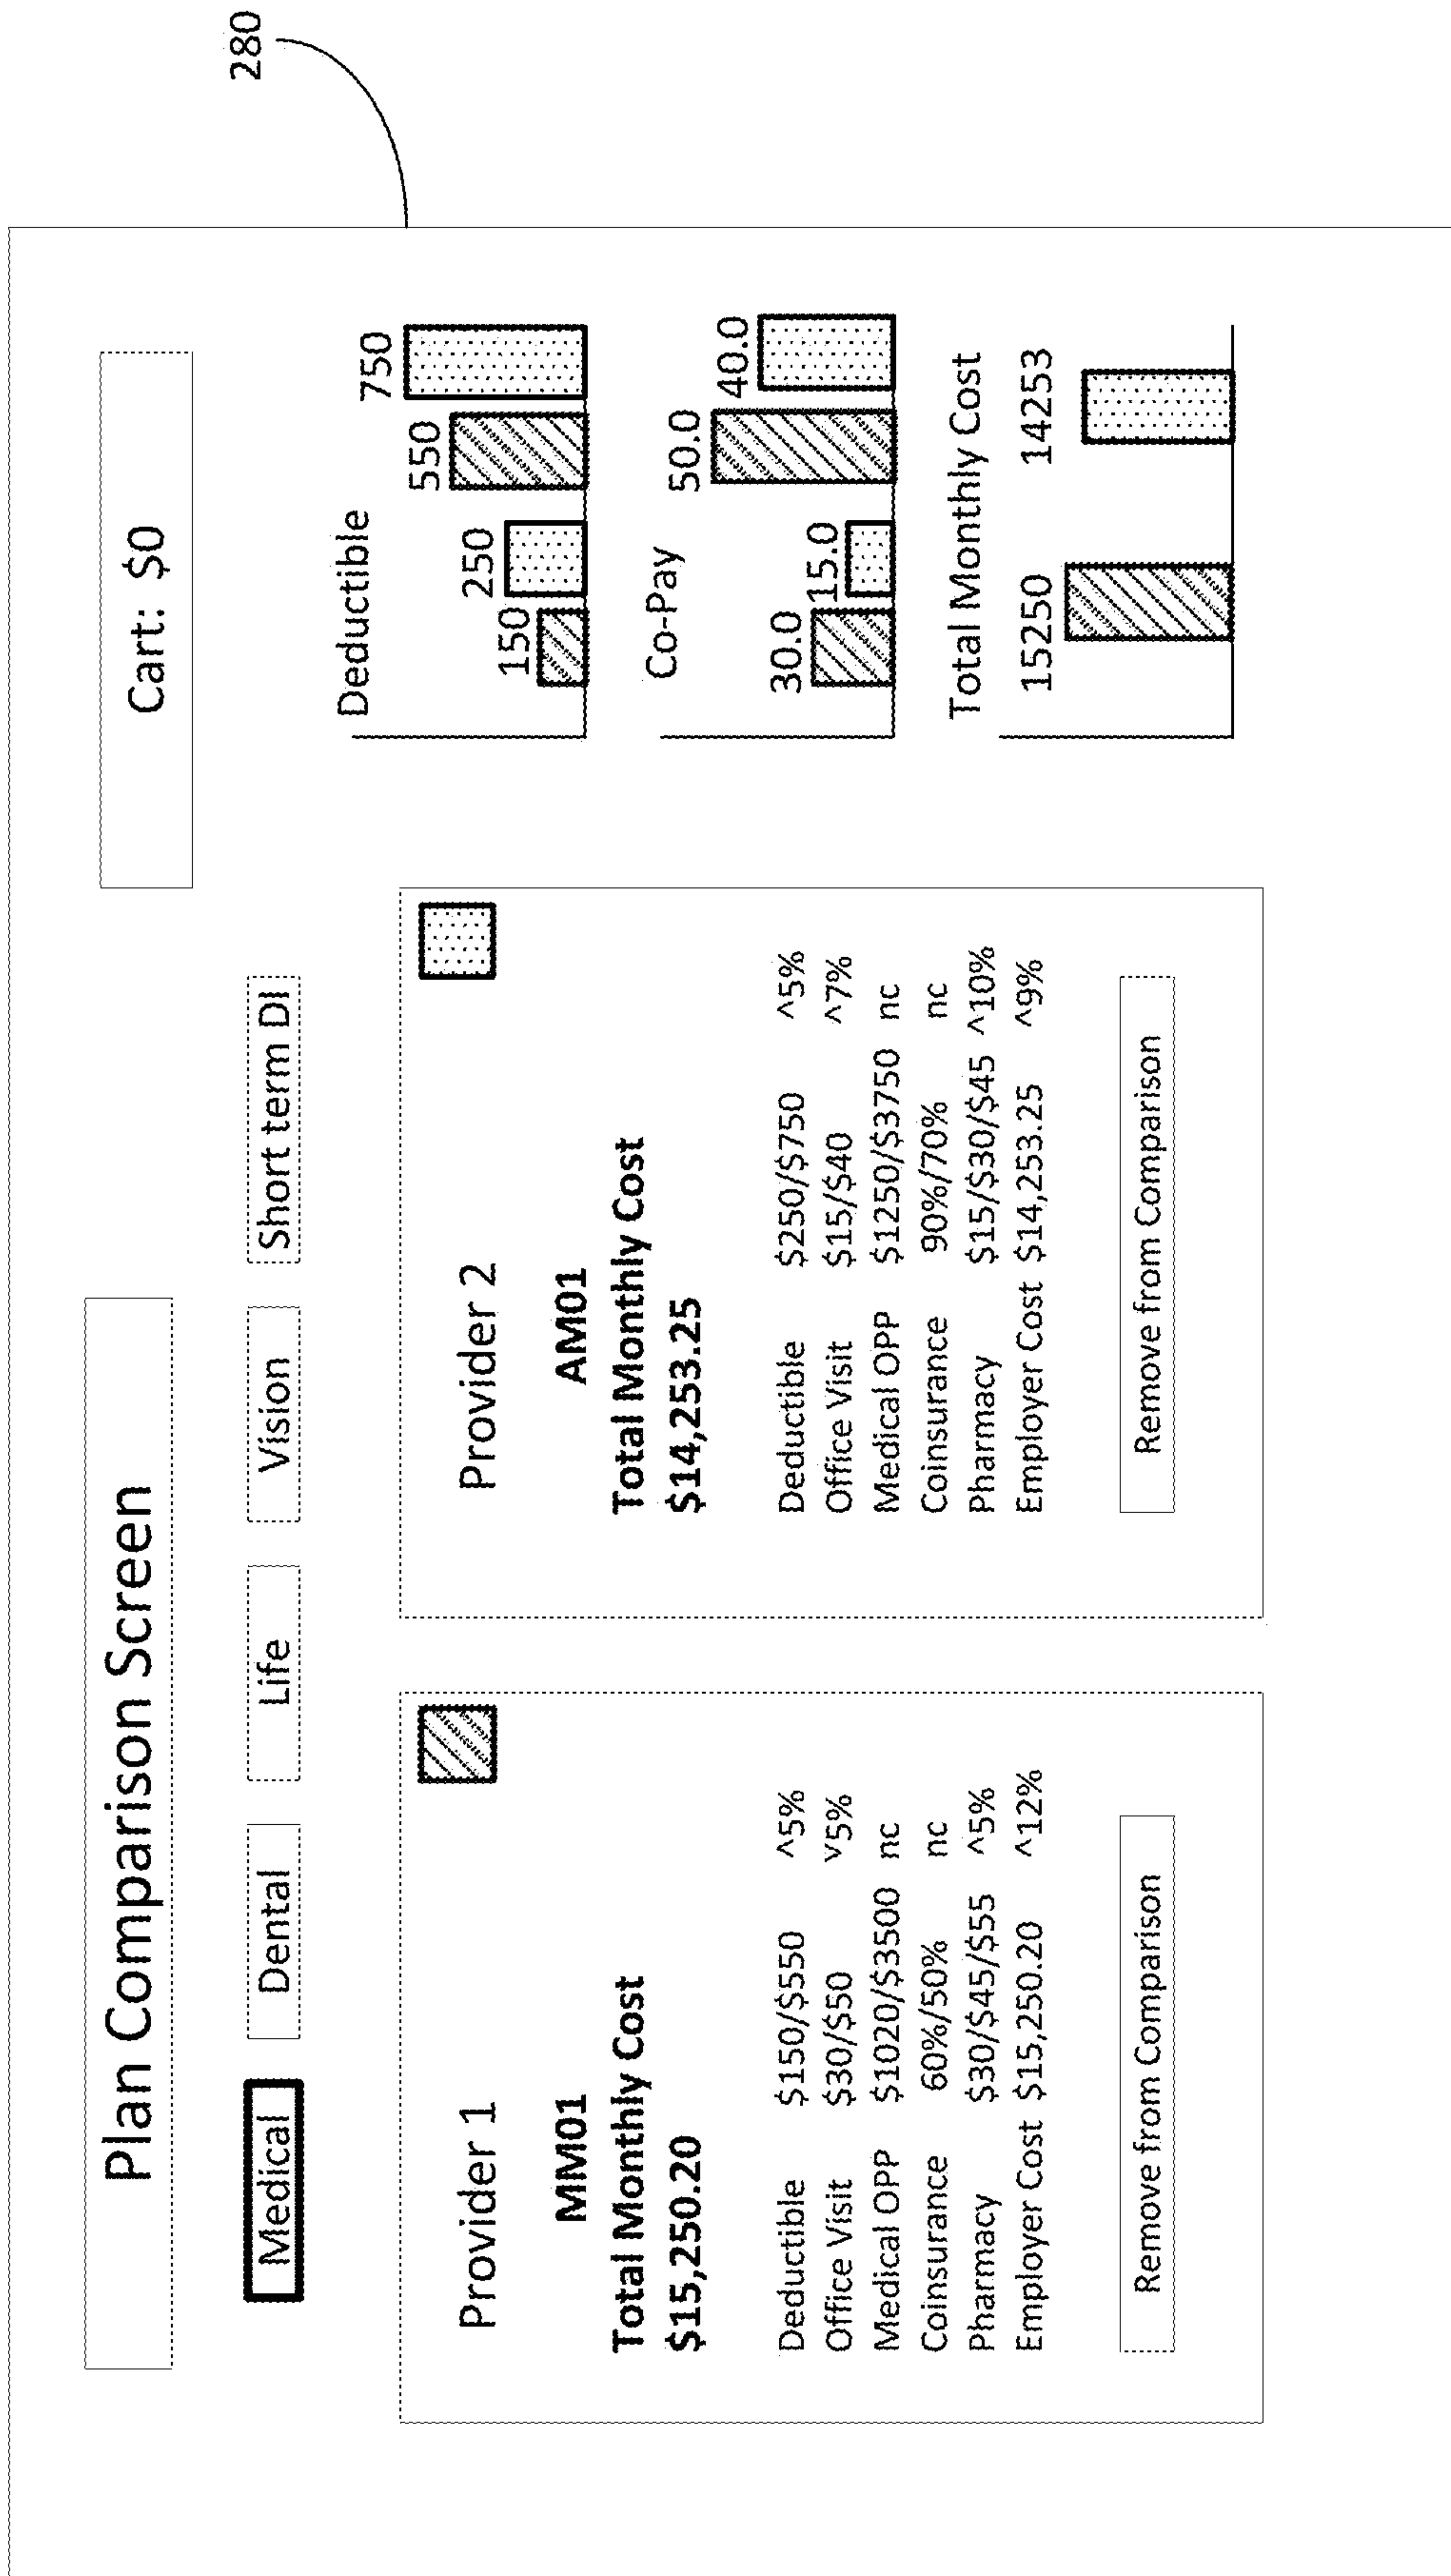 280
Plan Comparison Screen
Cart: $0
Medical
Dental
Life
Vision
Short term DI
Provider 1
MM01
Total Monthly Cost
$15,250.20
Deductible $150/$550 ^5%
Office Visit $30/$50 v5%
Medical OPP $1020/$3500 nc
Coinsurance 60%/50% nc
Pharmacy $30/$45/$55 ^5%
Employer Cost $15,250.20 ^12%
Remove from Comparison
Provider 2
AM01
Total Monthly Cost
$14,253.25
Deductible $250/$750 ^5%
Office Visit $15/$40 ^7%
Medical OPP $1250/$3750 nc
Coinsurance 90%/70% nc
Pharmacy $15/$30/$45 ^10%
Employer Cost $14,253.25 ^9%
Remove from Comparison
Deductible
150
250
550
750
Co-Pay
30.0
15.0
50.0
40.0
Total Monthly Cost
15250
14253